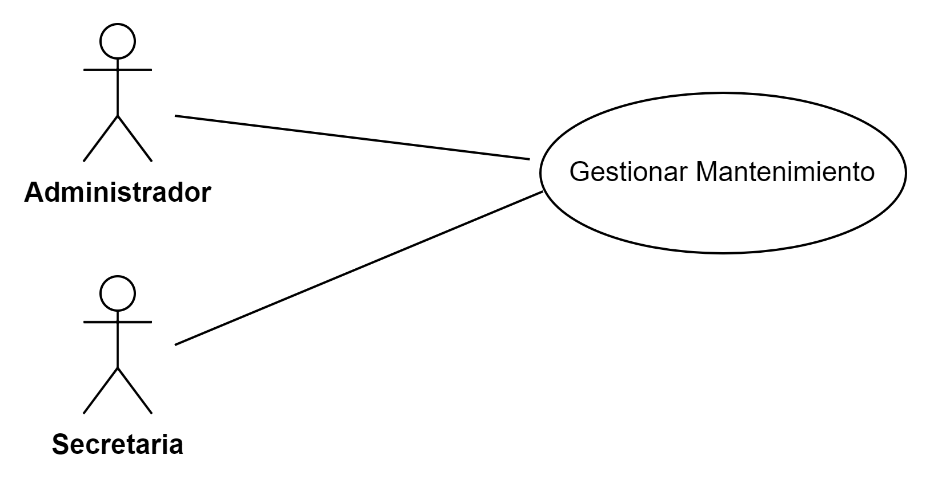 Administrador
Gestionar Mantenimiento
Secretaria